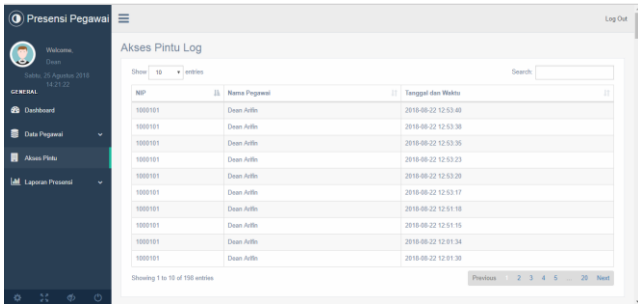 Presensi Pegawai
Log Out
Welcome,
Dean
Sabtu, 25 Agustus 2018
14:21:22
GENERAL
Dashboard
Data Pegawai
Akses Pintu
Laporan Presensi
Akses Pintu Log
Show 10 entries Search:
NIP Nama Pegawai Tanggal dan Waktu
1000101 Dean Arifin 2018-08-22 12:53:40
1000101 Dean Arifin 2018-08-22 12:53:38
1000101 Dean Arifin 2018-08-22 12:53:35
1000101 Dean Arifin 2018-08-22 12:53:23
1000101 Dean Arifin 2018-08-22 12:53:20
1000101 Dean Arifin 2018-08-22 12:53:17
1000101 Dean Arifin 2018-08-22 12:51:18
1000101 Dean Arifin 2018-08-22 12:51:15
1000101 Dean Arifin 2018-08-22 12:01:34
1000101 Dean Arifin 2018-08-22 12:01:30
Showing 1 to 10 of 198 entries Previous 1 2 3 4 5 ... 20 Next